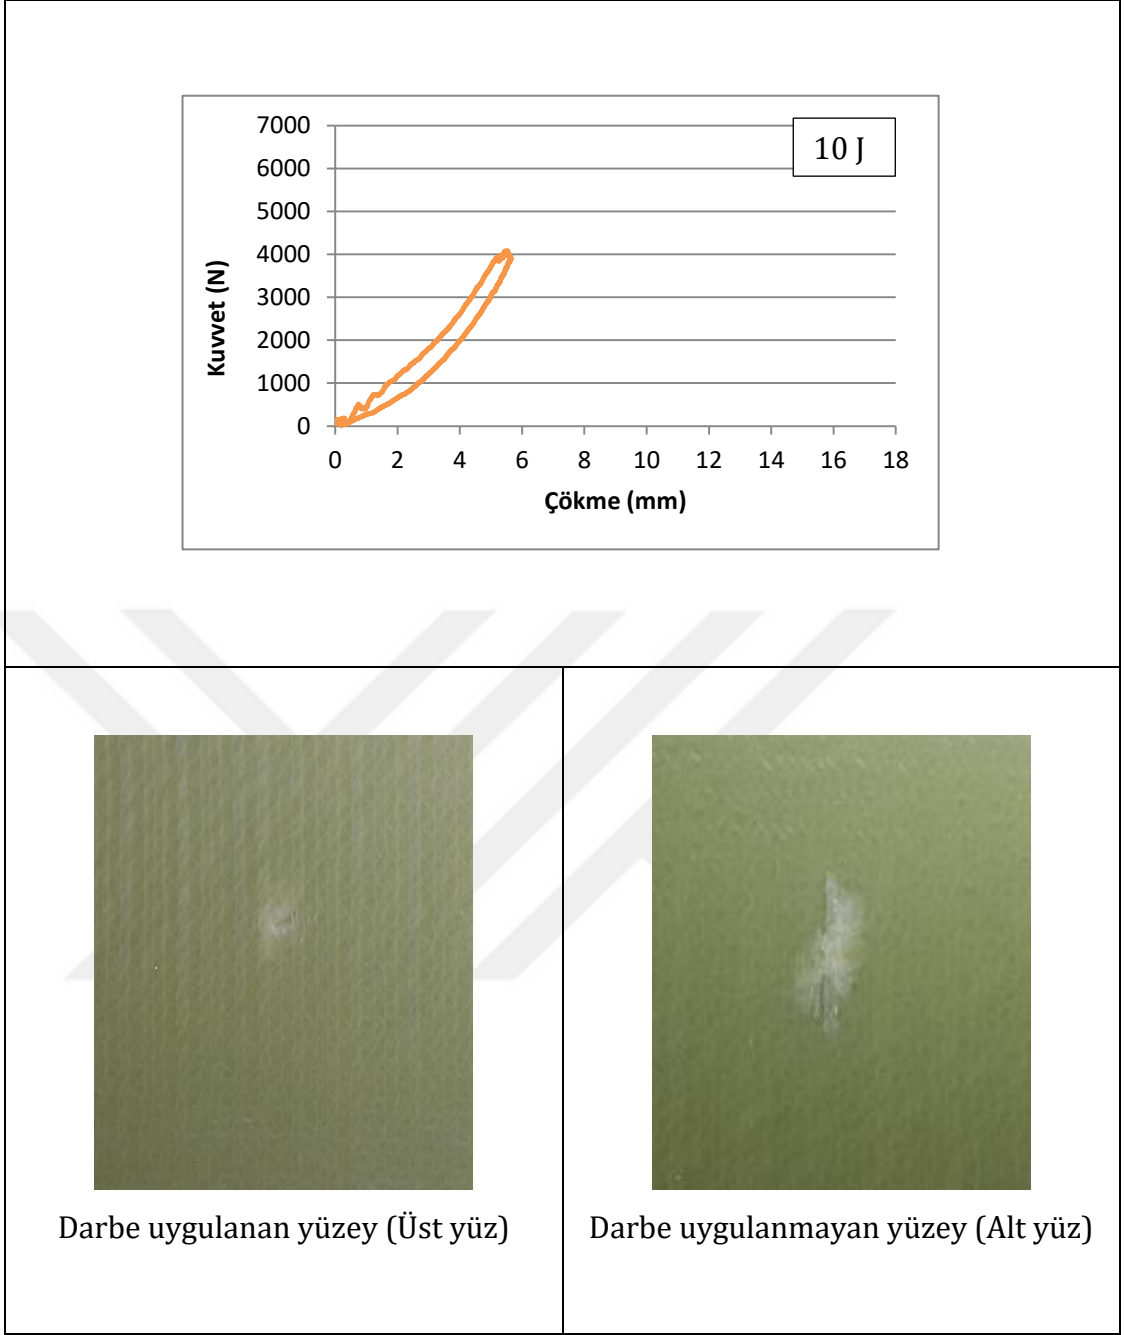 10 J
7000
6000
5000
4000
3000
2000
1000
0
Kuvvet (N)
0 2 4 6 8 10 12 14 16 18
Çökme (mm)
Darbe uygulanan yüzey (Üst yüz)
Darbe uygulanmayan yüzey (Alt yüz)